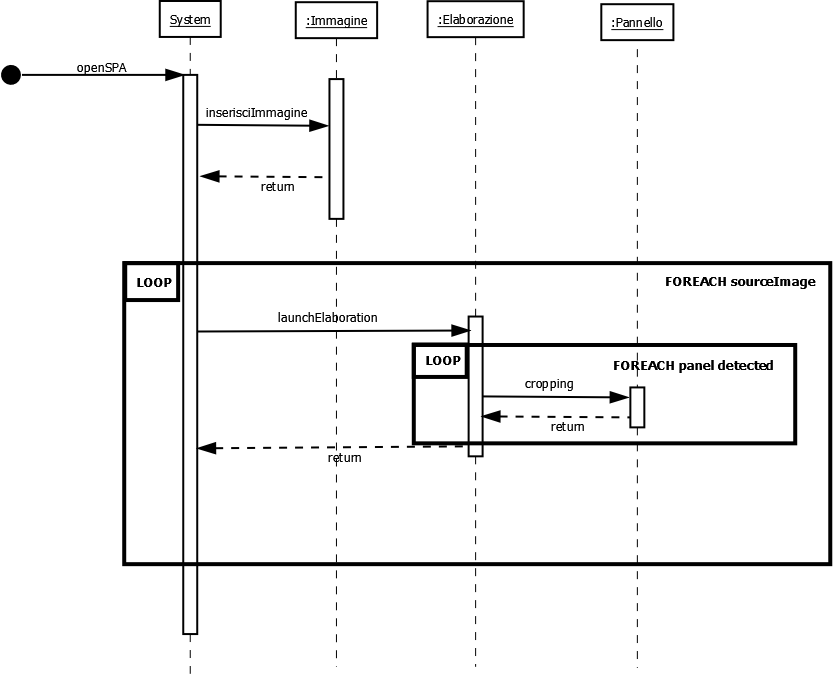 System
:Immagine
:Elaborazione
:Pannello
openSPA
inserisciImmagine
return
LOOP
FOREACH sourceImage
launchElaboration
LOOP
FOREACH panel detected
cropping
return
return